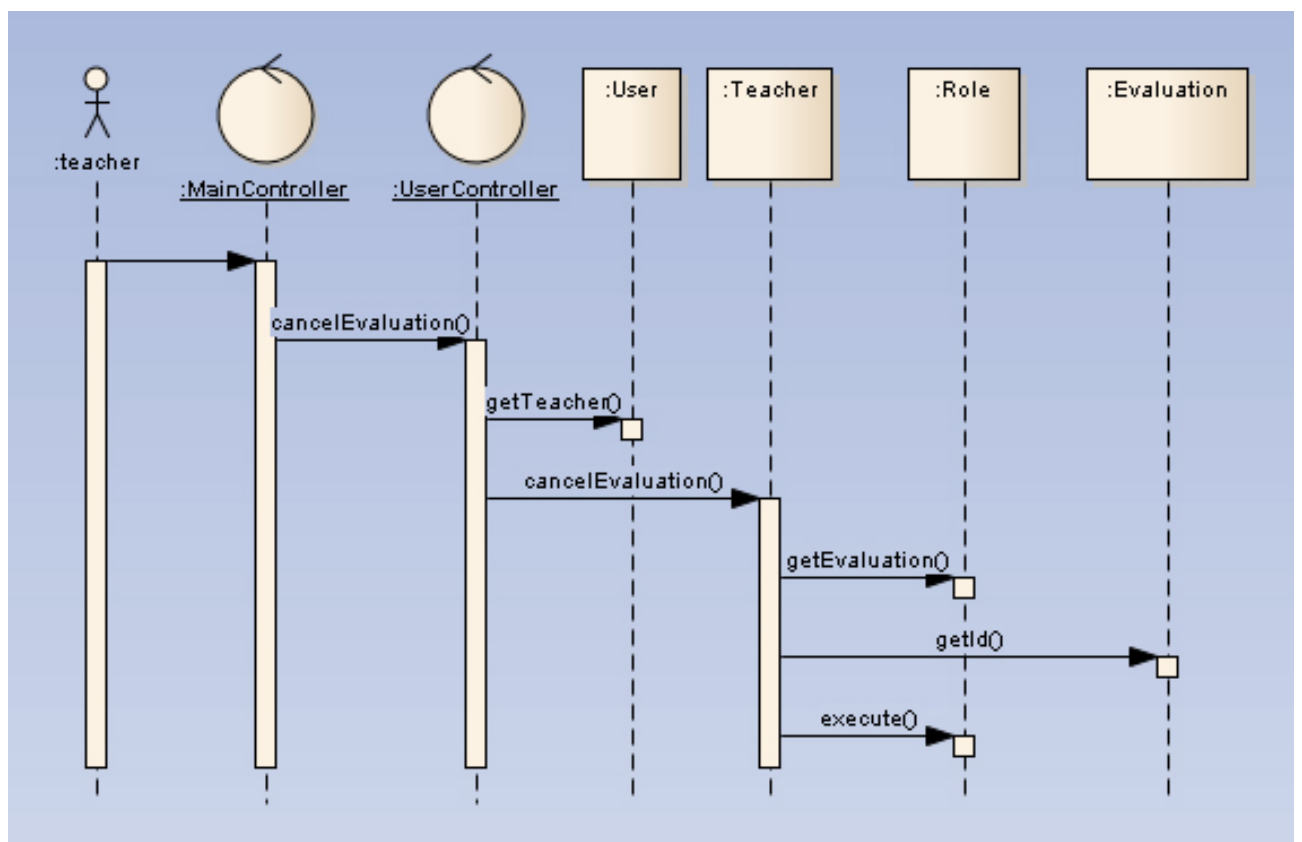 :User
:Teacher
:Role
:Evaluation
:teacher
:MainController
:UserController
cancelEvaluation()
getTeacher()
cancelEvaluation()
getEvaluation()
getId()
execute()